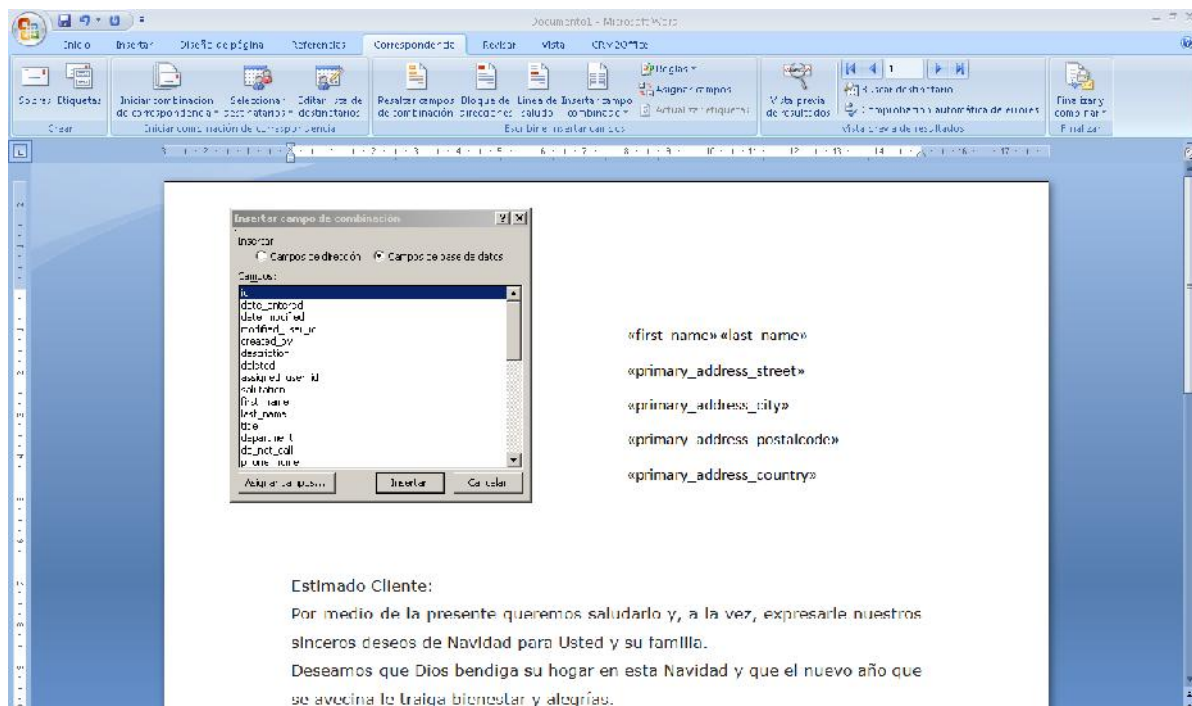 Documento1 - Microsoft Word
Inicio Insertar Diseño de página Referencias Correspondencia Revisar Vista CRM2Office
Sobres Etiquetas
Iniciar combinación de correspondencia
Seleccionar destinatarios
Editar lista de destinatarios
Resaltar campos de combinación
Bloque de direcciones
Línea de saludo
Insertar campo combinado
Reglas
Asignar campos
Actualizar etiquetas
Vista previa de resultados
1
Buscar destinatario
Comprobación automática de errores
Finalizar y combinar
Crear
Iniciar combinación de correspondencia
Escribir e insertar campos
Vista previa de resultados
Finalizar
Insertar campo de combinación
Insertar
Campos de dirección Campos de base de datos
Campos:
id
date_entered
date_modified
modified_user_id
created_by
description
deleted
assigned_user_id
salutation
first_name
last_name
title
department
do_not_call
phone_home
Asignar campos... Insertar Cancelar
«first_name» «last_name»
«primary_address_street»
«primary_address_city»
«primary_address_postalcode»
«primary_address_country»
Estimado Cliente:
Por medio de la presente queremos saludarlo y, a la vez, expresarle nuestros
sinceros deseos de Navidad para Usted y su familia.
Deseamos que Dios bendiga su hogar en esta Navidad y que el nuevo año que
se avecina le traiga bienestar y alegrías.